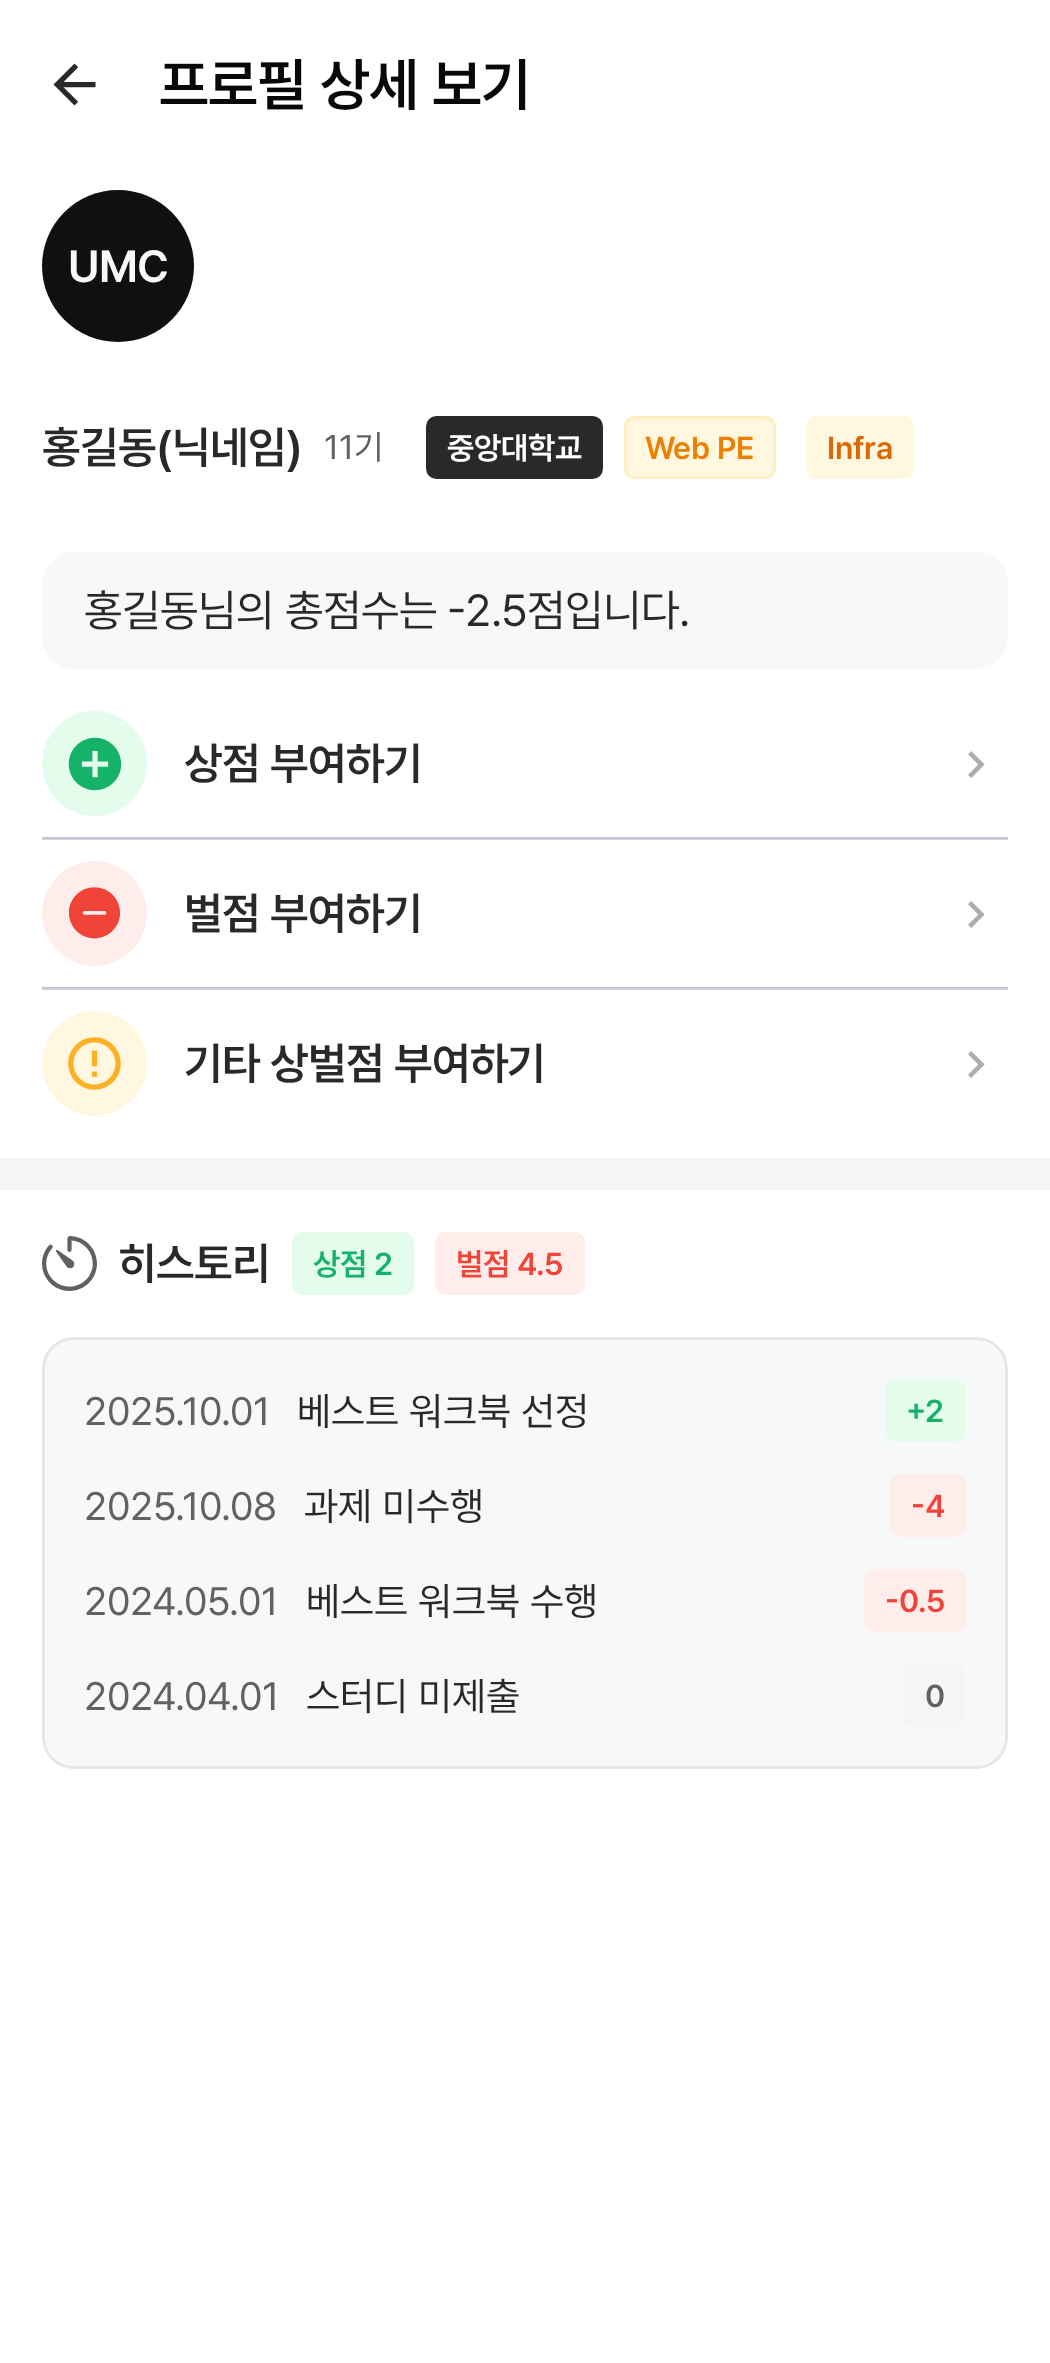 프로필 상세 보기
UMC
홍길동(닉네임) 11기 중앙대학교 Web PE Infra
홍길동님의 총점수는 -2.5점입니다.
상점 부여하기
벌점 부여하기
기타 상벌점 부여하기
히스토리 상점 2 벌점 4.5
2025.10.01 베스트 워크북 선정 +2
2025.10.08 과제 미수행 -4
2024.05.01 베스트 워크북 수행 -0.5
2024.04.01 스터디 미제출 0